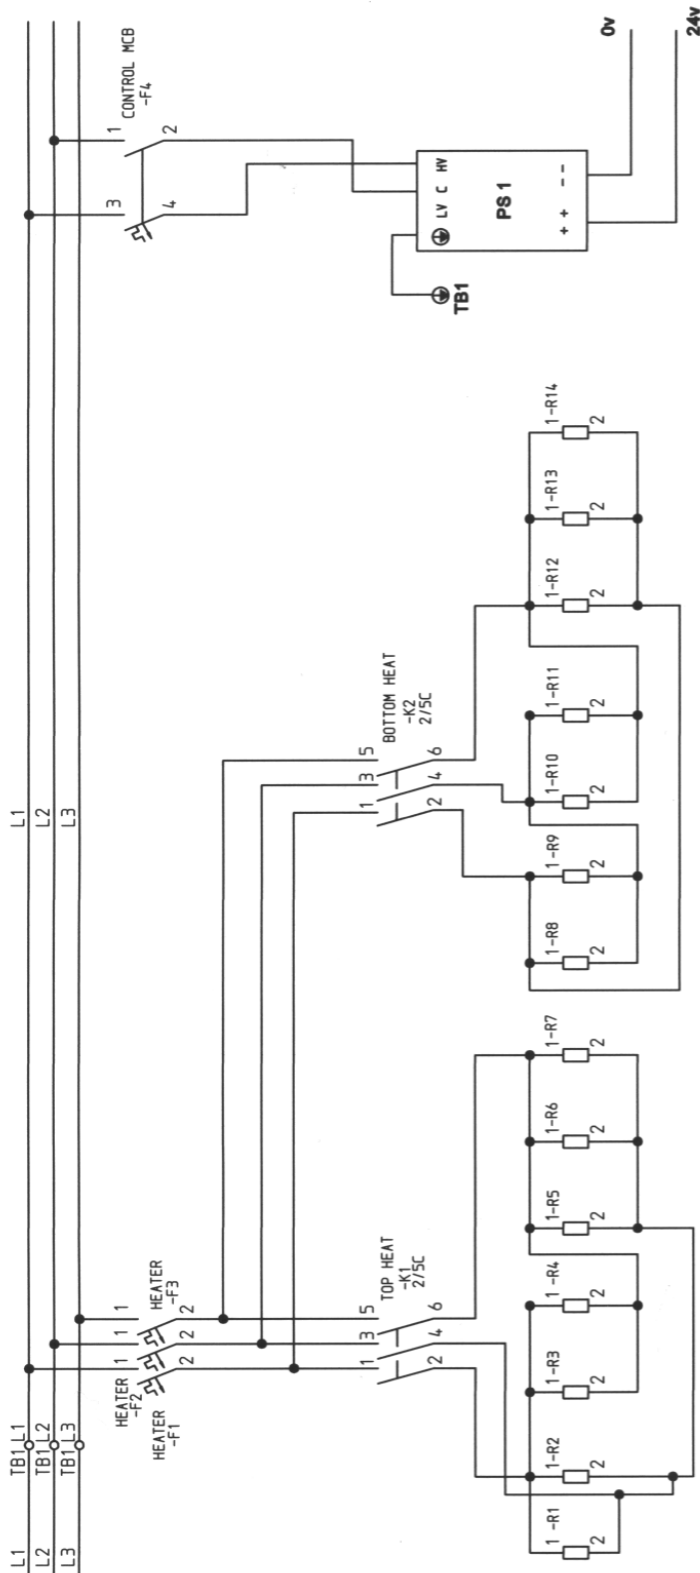 L1
L2
L3
TB1 L1
TB1 L2
TB1 L3
L1
L2
L3
1
HEATER
-F1
2
1
HEATER
-F2
2
1
HEATER
-F3
2
3
1
CONTROL MCB
-F4
4
2
1
3
5
TOP HEAT
-K1
2/5C
2
4
6
1
3
5
BOTTOM HEAT
-K2
2/5C
2
4
6
LV C HV
PS 1
+ + - -
TB1
0v
24v
1 -R1
2
1-R2
2
1-R3
2
1-R4
2
1-R5
2
1-R6
2
1-R7
2
1-R8
2
1-R9
2
1-R10
2
1-R11
2
1-R12
2
1-R13
2
1-R14
2